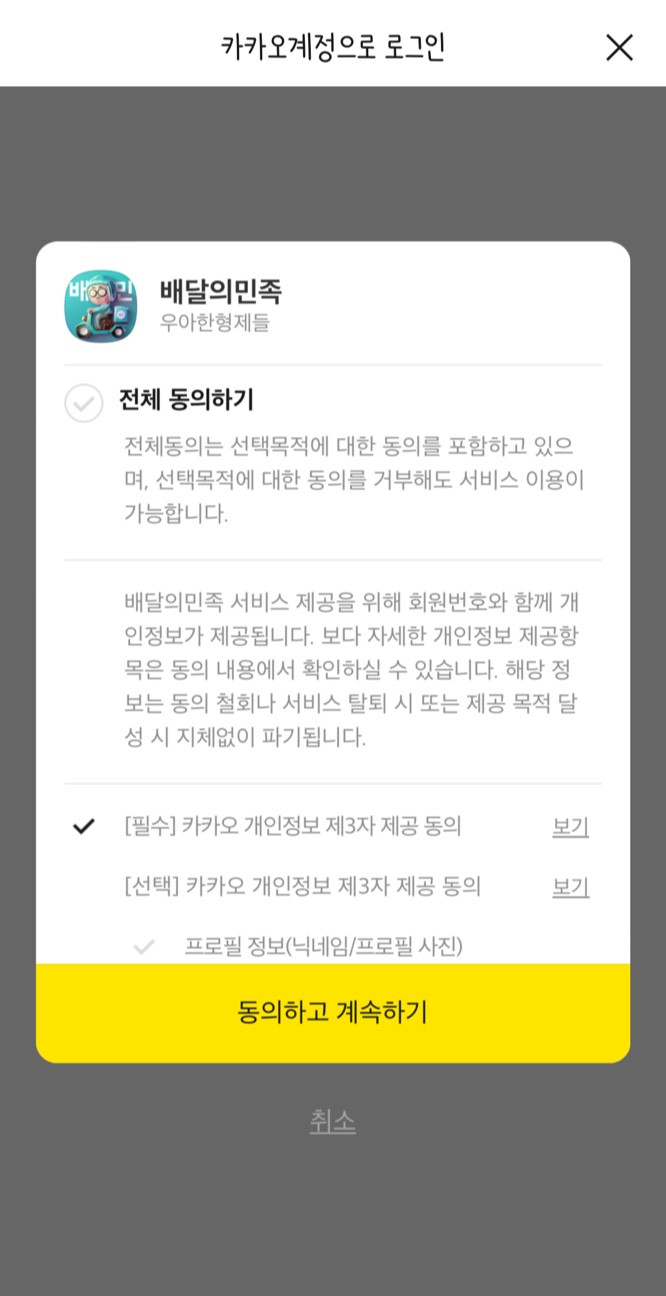 카카오계정으로 로그인
배달의민족
우아한형제들
전체 동의하기
전체동의는 선택목적에 대한 동의를 포함하고 있으
며, 선택목적에 대한 동의를 거부해도 서비스 이용이
가능합니다.
배달의민족 서비스 제공을 위해 회원번호와 함께 개
인정보가 제공됩니다. 보다 자세한 개인정보 제공항
목은 동의 내용에서 확인하실 수 있습니다. 해당 정
보는 동의 철회나 서비스 탈퇴 시 또는 제공 목적 달
성 시 지체없이 파기됩니다.
[필수] 카카오 개인정보 제3자 제공 동의 보기
[선택] 카카오 개인정보 제3자 제공 동의 보기
프로필 정보(닉네임/프로필 사진)
동의하고 계속하기
취소